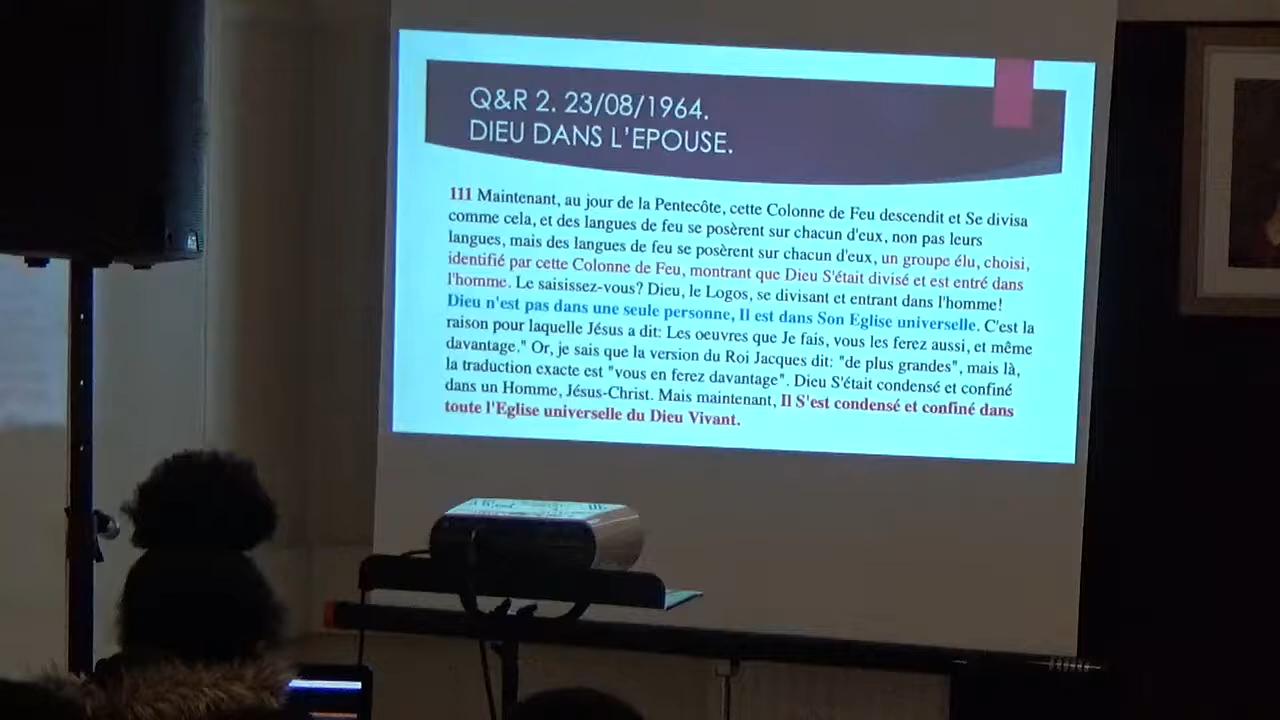 Q&R 2. 23/08/1964.
DIEU DANS L'EPOUSE.
111 Maintenant, au jour de la Pentecôte, cette Colonne de Feu descendit et Se divisa
comme cela, et des langues de feu se posèrent sur chacun d'eux, non pas leurs
langues, mais des langues de feu se posèrent sur chacun d'eux, un groupe élu, choisi,
identifié par cette Colonne de Feu, montrant que Dieu S'était divisé et est entré dans
l'homme. Le saisissez-vous? Dieu, le Logos, se divisant et entrant dans l'homme!
Dieu n'est pas dans une seule personne, Il est dans Son Eglise universelle. C'est la
raison pour laquelle Jésus a dit: Les oeuvres que Je fais, vous les ferez aussi, et même
davantage." Or, je sais que la version du Roi Jacques dit: "de plus grandes", mais là,
la traduction exacte est "vous en ferez davantage". Dieu S'était condensé et confiné
dans un Homme, Jésus-Christ. Mais maintenant, Il S'est condensé et confiné dans
toute l'Eglise universelle du Dieu Vivant.